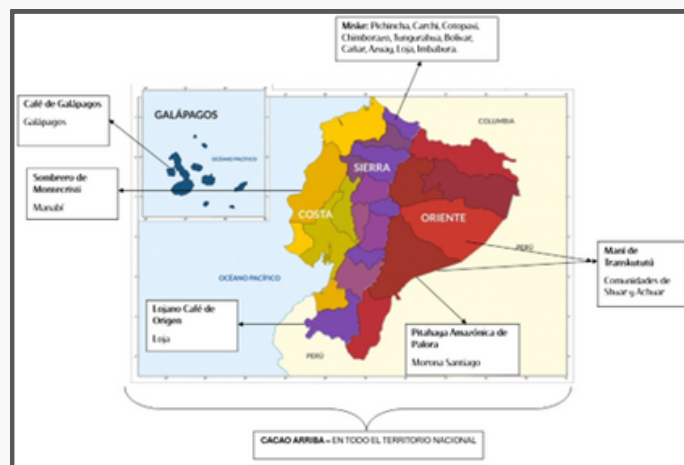 Miske: Pichincha, Carchi, Cotopaxi,
Chimborazo, Tungurahua, Bolívar,
Cañar, Azuay, Loja, Imbabura.
Café de Galápagos
Galápagos
GALÁPAGOS
OCÉANO PACÍFICO
COLUMBIA
Sombrero de
Montecristi
Manabí
SIERRA
COSTA
ORIENTE
PERÚ
Maní de
Transkutukú
Comunidades de
Shuar y Achuar
OCÉANO PACÍFICO
Lojano Café de
Origen
Loja
PERÚ
Pitahaya Amazónica de
Palora
Morona Santiago
CACAO ARRIBA – EN TODO EL TERRITORIO NACIONAL